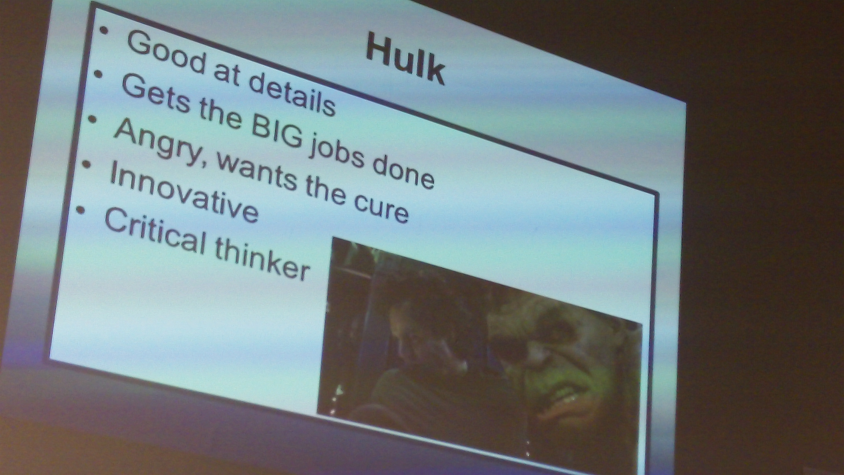 Hulk
• Good at details
• Gets the BIG jobs done
• Angry, wants the cure
• Innovative
• Critical thinker